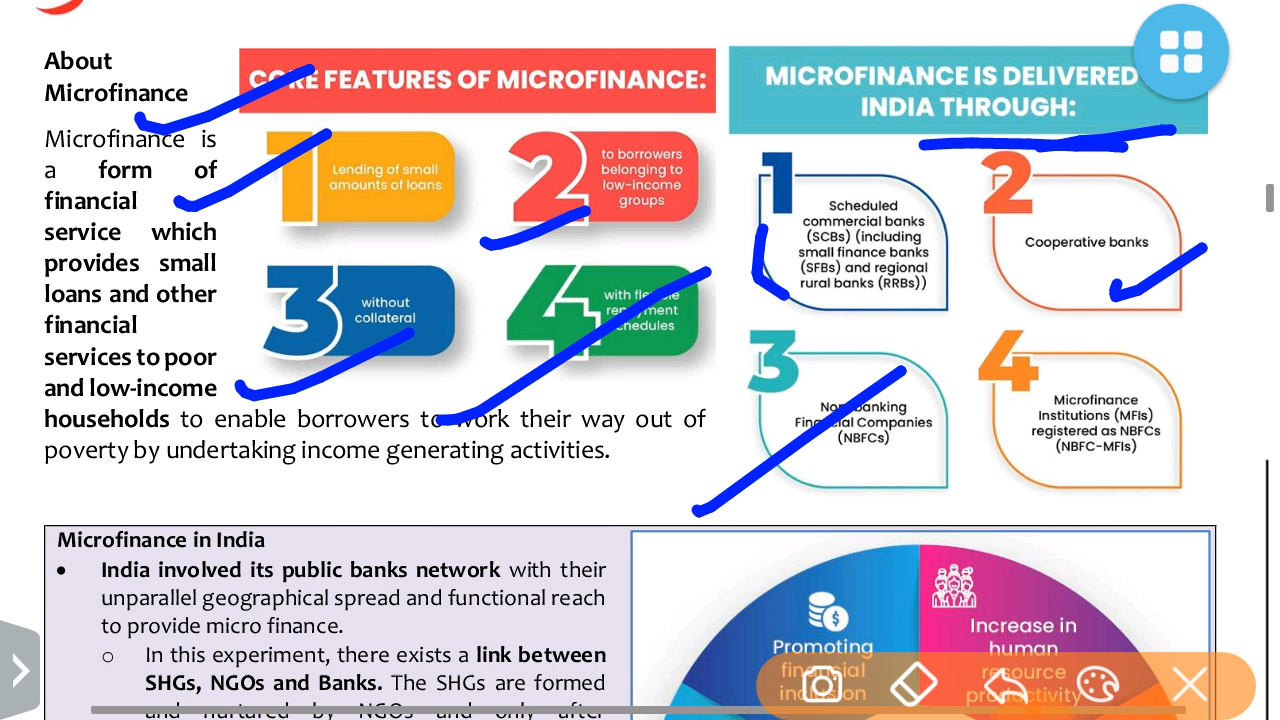 About
Microfinance
Microfinance is
a form of
financial
service which
provides small
loans and other
financial
services to poor
and low-income
households to enable borrowers to work their way out of
poverty by undertaking income generating activities.
CORE FEATURES OF MICROFINANCE:
1
Lending of small
amounts of loans
2
to borrowers
belonging to
low-income
groups
3
without
collateral
4
with flexible
repayment
schedules
MICROFINANCE IS DELIVERED
INDIA THROUGH:
1
Scheduled
commercial banks
(SCBs) (including
small finance banks
(SFBs) and regional
rural banks (RRBs))
2
Cooperative banks
3
Non-banking
Financial Companies
(NBFCs)
4
Microfinance
Institutions (MFIs)
registered as NBFCs
(NBFC-MFIs)
Microfinance in India
• India involved its public banks network with their
unparallel geographical spread and functional reach
to provide micro finance.
o In this experiment, there exists a link between
SHGs, NGOs and Banks. The SHGs are formed
and nurtured by NGOs and only after
Promoting
financial
inclusion
Increase in
human
resource
productivity